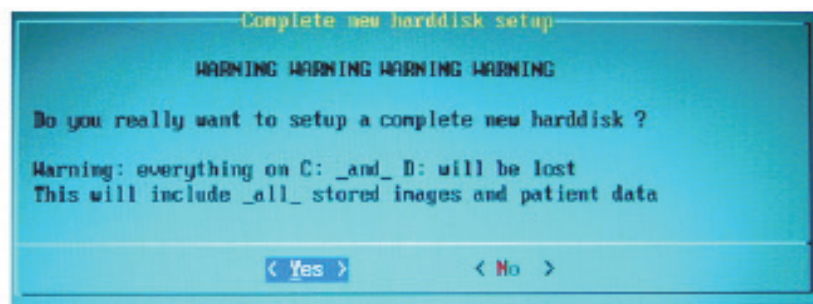 Complete new harddisk setup
WARNING WARNING WARNING WARNING
Do you really want to setup a complete new harddisk ?
Warning: everything on C: _and_ D: will be lost
This will include _all_ stored images and patient data
< Yes > < No >